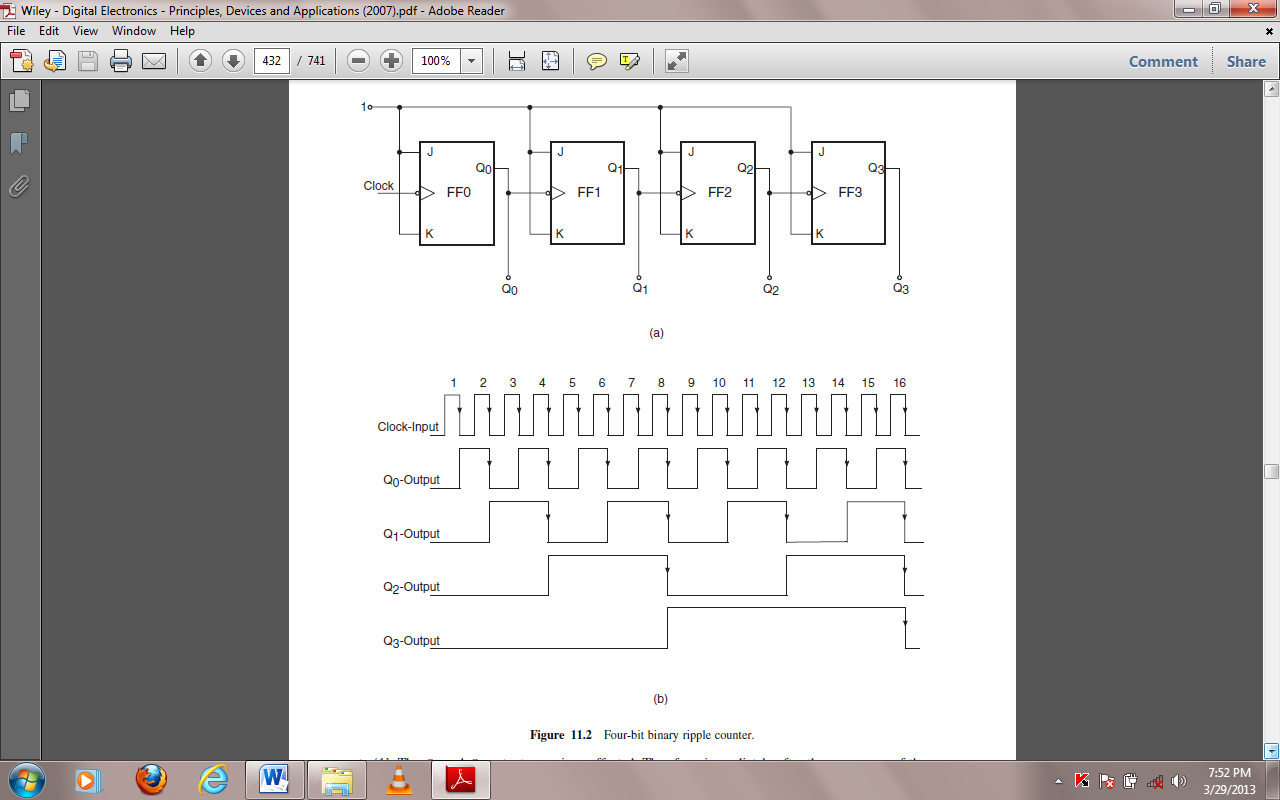 Wiley - Digital Electronics - Principles, Devices and Applications (2007).pdf - Adobe Reader
File Edit View Window Help
432 / 741 100% Comment Share
1
J J J J
Q0 Q1 Q2 Q3
Clock FF0 FF1 FF2 FF3
K K K K
Q0 Q1 Q2 Q3
(a)
1 2 3 4 5 6 7 8 9 10 11 12 13 14 15 16
Clock-Input
Q0-Output
Q1-Output
Q2-Output
Q3-Output
(b)
Figure 11.2 Four-bit binary ripple counter.
7:52 PM
3/29/2013